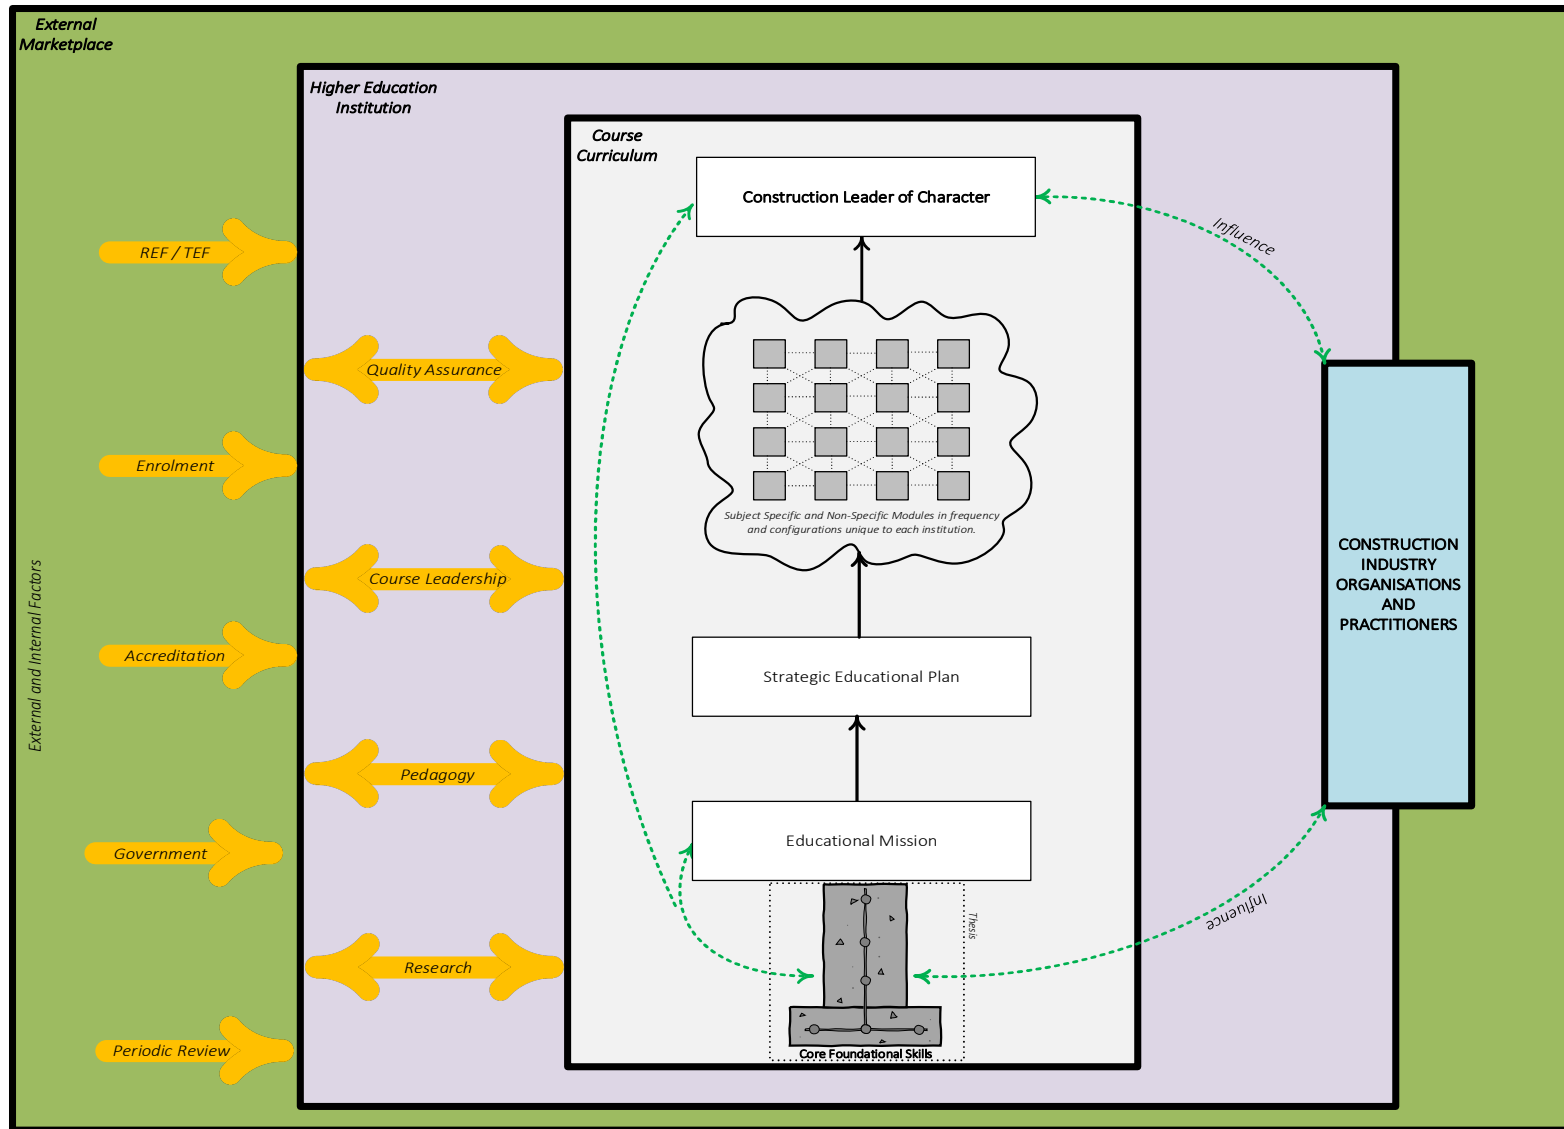 External
Marketplace
Higher Education
Institution
Course
Curriculum
Construction Leader of Character
Influence
REF / TEF
Quality Assurance
Enrolment
Course Leadership
Accreditation
Pedagogy
Government
Research
Periodic Review
External and Internal Factors
Subject Specific and Non-Specific Modules in frequency
and configurations unique to each institution.
Strategic Educational Plan
Educational Mission
Thesis
Core Foundational Skills
Influence
CONSTRUCTION
INDUSTRY
ORGANISATIONS
AND
PRACTITIONERS